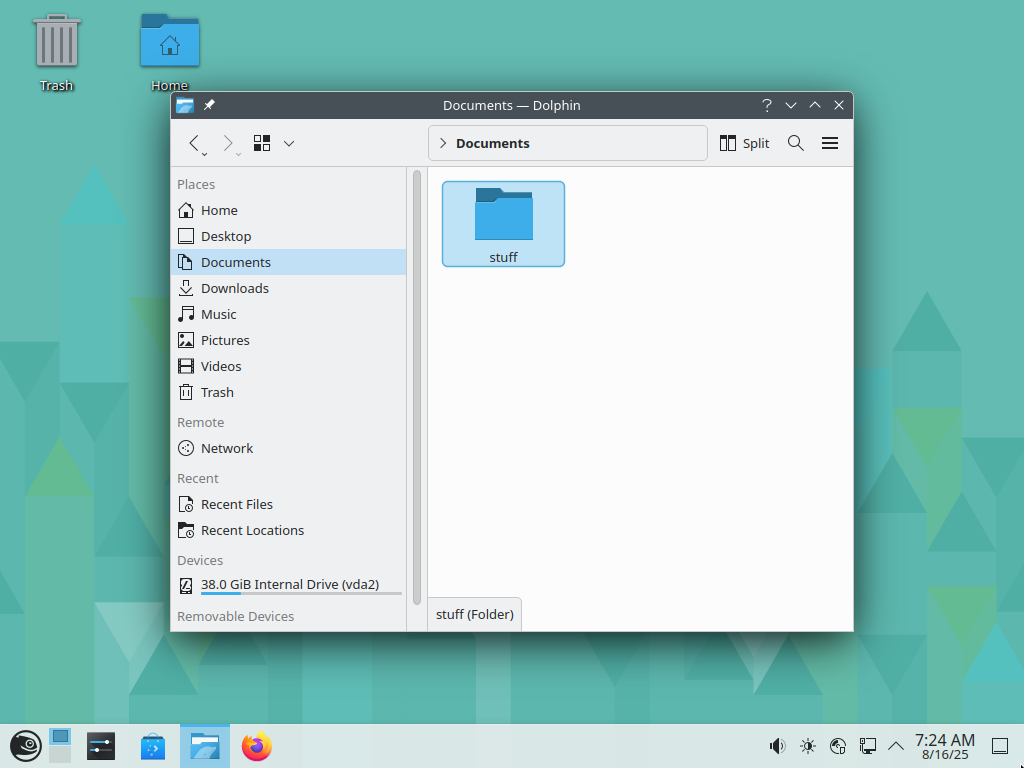 Trash
Home
Documents — Dolphin
Documents
Split
Places
Home
Desktop
Documents
Downloads
Music
Pictures
Videos
Trash
Remote
Network
Recent
Recent Files
Recent Locations
Devices
38.0 GiB Internal Drive (vda2)
Removable Devices
stuff
stuff (Folder)
7:24 AM
8/16/25